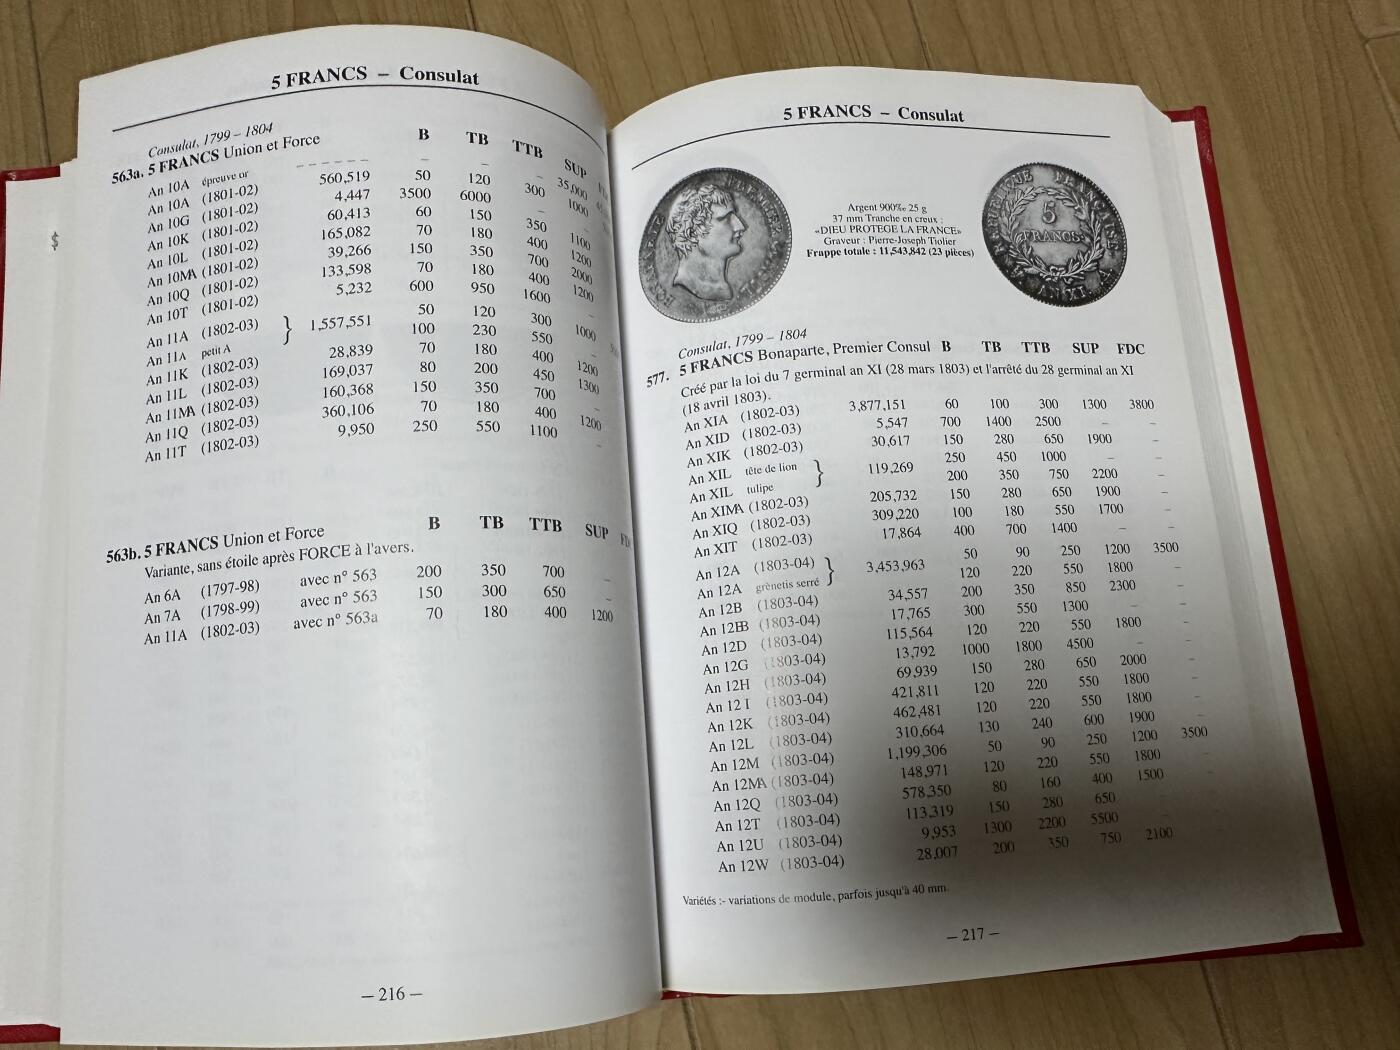 $
5 FRANCS – Consulat
Consulat, 1799 – 1804
563a. 5 FRANCS Union et Force B TB TTB SUP
An 10A épreuve or – – – – – – – – – 35,000
An 10A (1801-02) 560,519 50 120 300 1000
An 10G (1801-02) 4,447 3500 6000 –
An 10K (1801-02) 60,413 60 150 350 1100
An 10L (1801-02) 165,082 70 180 400 1200
An 10MA (1801-02) 39,266 150 350 700 2000
An 10Q (1801-02) 133,598 70 180 400 1200
An 10T (1801-02) 5,232 600 950 1600
An 11A (1802-03) } 1,557,551 50 120 300 1000
An 11A petit A 100 230 550 –
An 11K (1802-03) 28,839 70 180 400 1200
An 11L (1802-03) 169,037 80 200 450 1300
An 11MA (1802-03) 160,368 150 350 700 –
An 11Q (1802-03) 360,106 70 180 400 1200
An 11T (1802-03) 9,950 250 550 1100 –
563b. 5 FRANCS Union et Force B TB TTB SUP
Variante, sans étoile après FORCE à l'avers.
An 6A (1797-98) avec n° 563 200 350 700 –
An 7A (1798-99) avec n° 563 150 300 650 –
An 11A (1802-03) avec n° 563a 70 180 400 1200
– 216 –
5 FRANCS – Consulat
5
FRANCS.
AN XI.
Argent 900‰ 25 g
37 mm Tranche en creux :
«DIEU PROTEGE LA FRANCE»
Graveur : Pierre-Joseph Tiolier
Frappe totale : 11,543,842 (23 pièces)
Consulat, 1799 – 1804
577. 5 FRANCS Bonaparte, Premier Consul B TB TTB SUP FDC
Créé par la loi du 7 germinal an XI (28 mars 1803) et l'arrêté du 28 germinal an XI
(18 avril 1803).
An XIA (1802-03) 3,877,151 60 100 300 1300 3800
An XID (1802-03) 5,547 700 1400 2500 – –
An XIK (1802-03) 30,617 150 280 650 1900 –
An XIL tête de lion } 119,269 250 450 1000 – –
An XIL tulipe 200 350 750 2200 –
An XIMA (1802-03) 205,732 150 280 650 1900 –
An XIQ (1802-03) 309,220 100 180 550 1700 –
An XIT (1802-03) 17,864 400 700 1400 – –
An 12A (1803-04) } 3,453,963 50 90 250 1200 3500
An 12A grènetis serré 120 220 550 1800 –
An 12B (1803-04) 34,557 200 350 850 2300 –
An 12BB (1803-04) 17,765 300 550 1300 – –
An 12D (1803-04) 115,564 120 220 550 1800 –
An 12G (1803-04) 13,792 1000 1800 4500 – –
An 12H (1803-04) 69,939 150 280 650 2000 –
An 12 I (1803-04) 421,811 120 220 550 1800 –
An 12K (1803-04) 462,481 120 220 550 1800 –
An 12L (1803-04) 310,664 130 240 600 1900 –
An 12M (1803-04) 1,199,306 50 90 250 1200 3500
An 12MA (1803-04) 148,971 120 220 550 1800 –
An 12Q (1803-04) 578,350 80 160 400 1500 –
An 12T (1803-04) 113,319 150 280 650
An 12U (1803-04) 9,953 1300 2200 5500
An 12W (1803-04) 28,007 200 350 750 2100
Variétés :- variations de module, parfois jusqu'à 40 mm.
– 217 –